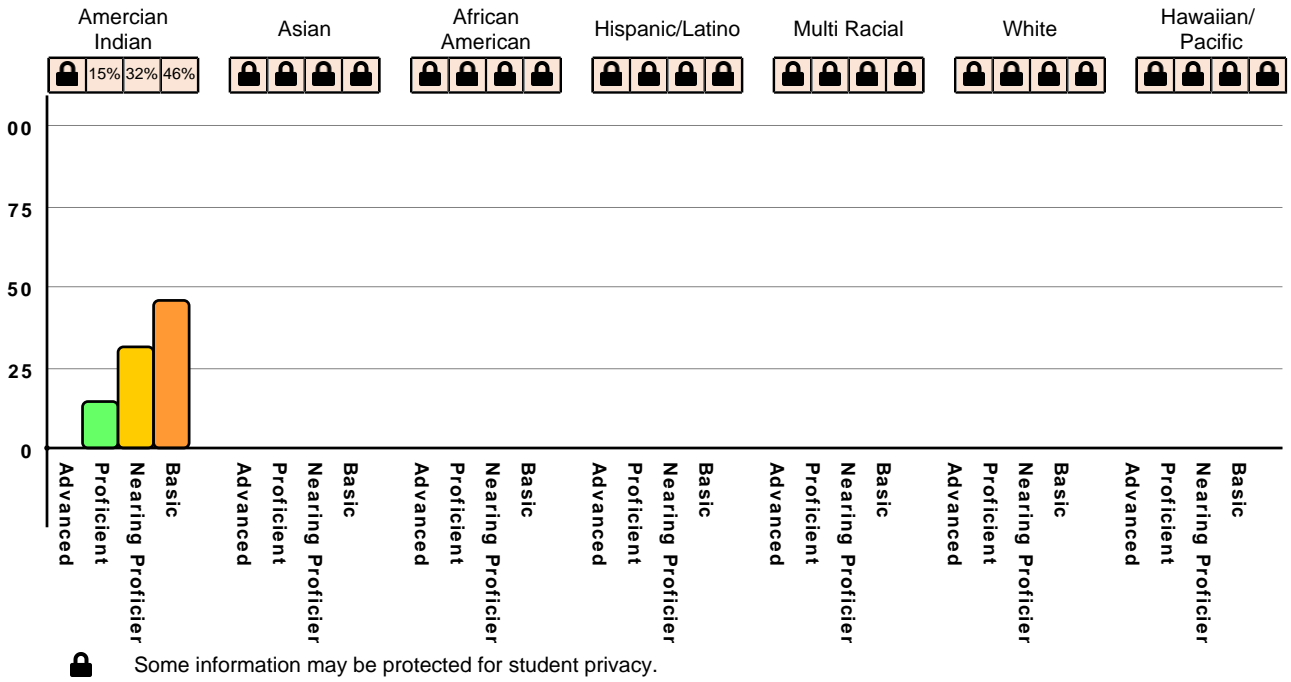 Amercian
Indian
Asian
African
American
Hispanic/Latino
Multi Racial
White
Hawaiian/
Pacific
15% 32% 46%
00
75
50
25
0
Advanced
Proficient
Nearing Proficier
Basic
Advanced
Proficient
Nearing Proficier
Basic
Advanced
Proficient
Nearing Proficier
Basic
Advanced
Proficient
Nearing Proficier
Basic
Advanced
Proficient
Nearing Proficier
Basic
Advanced
Proficient
Nearing Proficier
Basic
Advanced
Proficient
Nearing Proficier
Basic
Some information may be protected for student privacy.